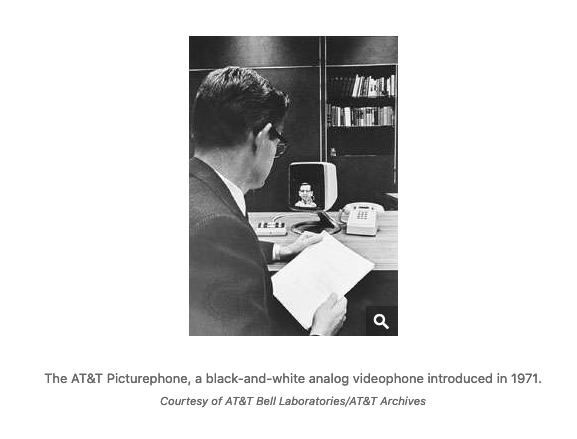 The AT&T Picturephone, a black-and-white analog videophone introduced in 1971.
Courtesy of AT&T Bell Laboratories/AT&T Archives